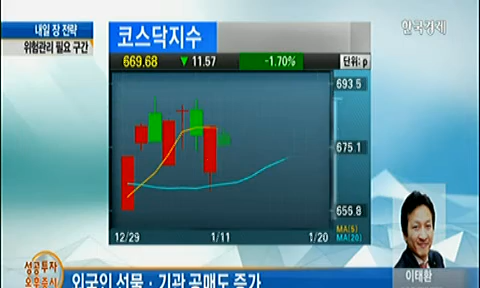 내일 장 전략
위험관리 필요 구간
한국경제
코스닥지수
669.68 ▼ 11.57 -1.70% 단위: p
693.5
675.1
656.8
MA(5)
MA(20)
12/29 1/11 1/20
이태환
성공투자
오후증시
외국인 선물·기관 공매도 증가